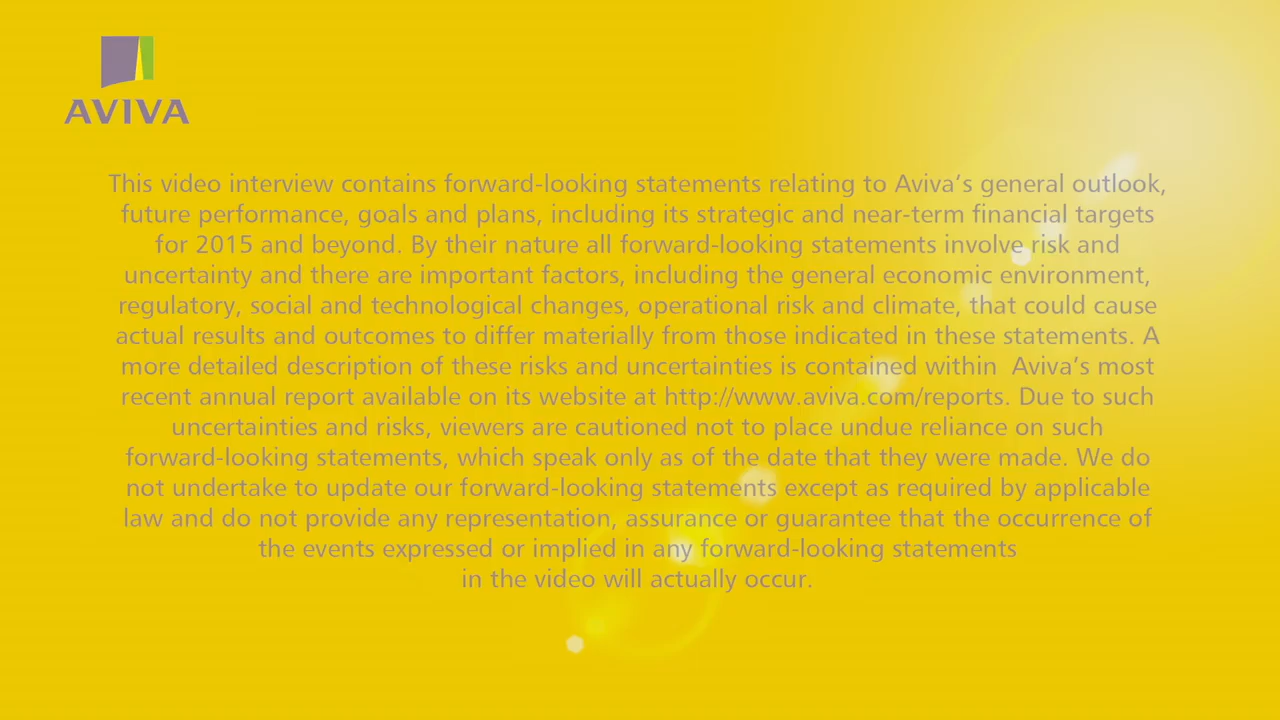 AVIVA
This video interview contains forward-looking statements relating to Aviva’s general outlook,
future performance, goals and plans, including its strategic and near-term financial targets
for 2015 and beyond. By their nature all forward-looking statements involve risk and
uncertainty and there are important factors, including the general economic environment,
regulatory, social and technological changes, operational risk and climate, that could cause
actual results and outcomes to differ materially from those indicated in these statements. A
more detailed description of these risks and uncertainties is contained within  Aviva’s most
recent annual report available on its website at http://www.aviva.com/reports. Due to such
uncertainties and risks, viewers are cautioned not to place undue reliance on such
forward-looking statements, which speak only as of the date that they were made. We do
not undertake to update our forward-looking statements except as required by applicable
law and do not provide any representation, assurance or guarantee that the occurrence of
the events expressed or implied in any forward-looking statements
in the video will actually occur.